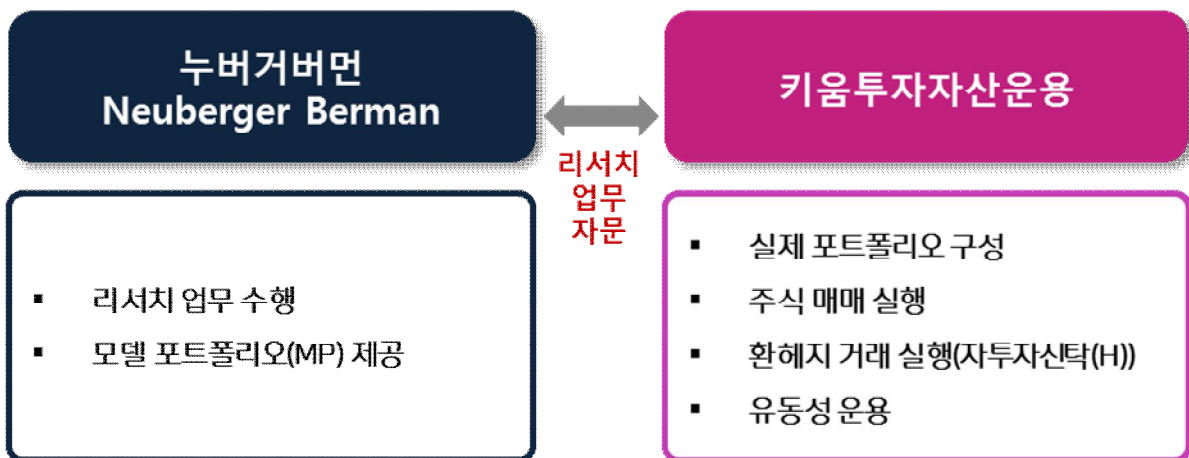 누버거버먼
Neuberger Berman
키움투자자산운용
리서치
업무
자문
▪ 리서치 업무 수행
▪ 모델 포트폴리오(MP) 제공
▪ 실제 포트폴리오 구성
▪ 주식 매매 실행
▪ 환헤지 거래 실행(자투자신탁(H))
▪ 유동성 운용